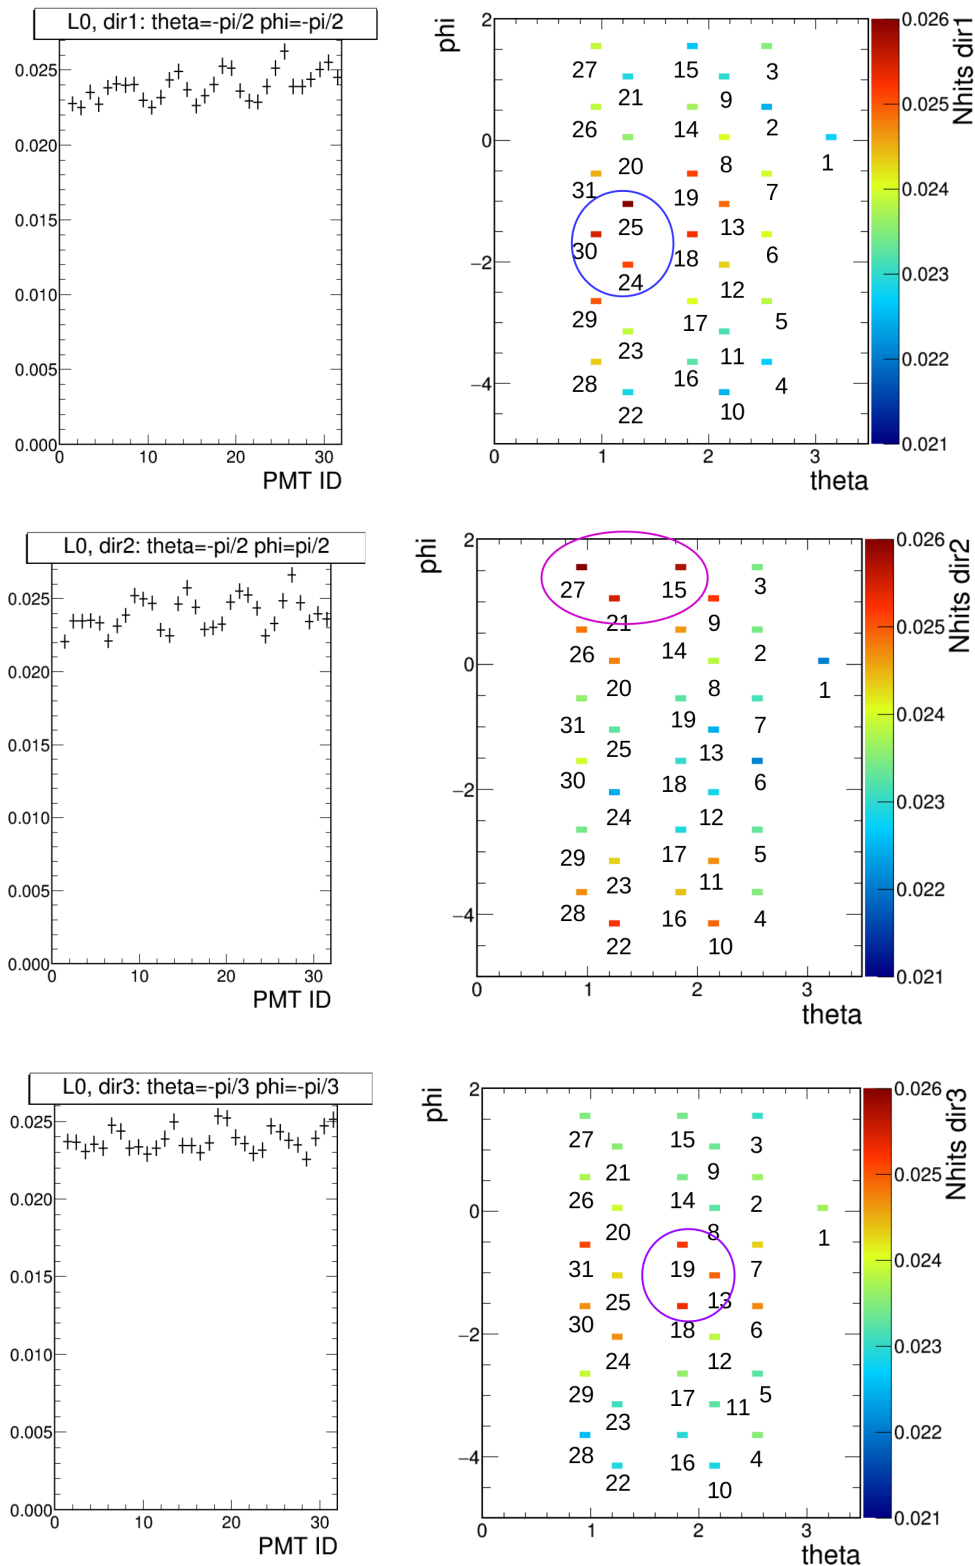 L0, dir1: theta=-pi/2 phi=-pi/2
0.025
0.020
0.015
0.010
0.005
0.000
0 10 20 30
PMT ID
phi
2
0
−2
−4
27 15 3
21 9
26 14 2
20 8 1
31 19 7
25 13
30 18 6
24 12
29 17 5
23 11
28 16 4
22 10
0 1 2 3
theta
0.026
0.025
0.024
0.023
0.022
0.021
Nhits dir1
L0, dir2: theta=-pi/2 phi=pi/2
0.025
0.020
0.015
0.010
0.005
0.000
0 10 20 30
PMT ID
phi
2
0
−2
−4
27 15 3
21 9
26 14 2
20 8 1
31 19 7
25 13
30 18 6
24 12
29 17 5
23 11
28 16 4
22 10
0 1 2 3
theta
0.026
0.025
0.024
0.023
0.022
0.021
Nhits dir2
L0, dir3: theta=-pi/3 phi=-pi/3
0.025
0.020
0.015
0.010
0.005
0.000
0 10 20 30
PMT ID
phi
2
0
−2
−4
27 15 3
21 9
26 14 2
20 8 1
31 19 7
25 13
30 18 6
24 12
29 17 5
23 11
28 16 4
22 10
0 1 2 3
theta
0.026
0.025
0.024
0.023
0.022
0.021
Nhits dir3